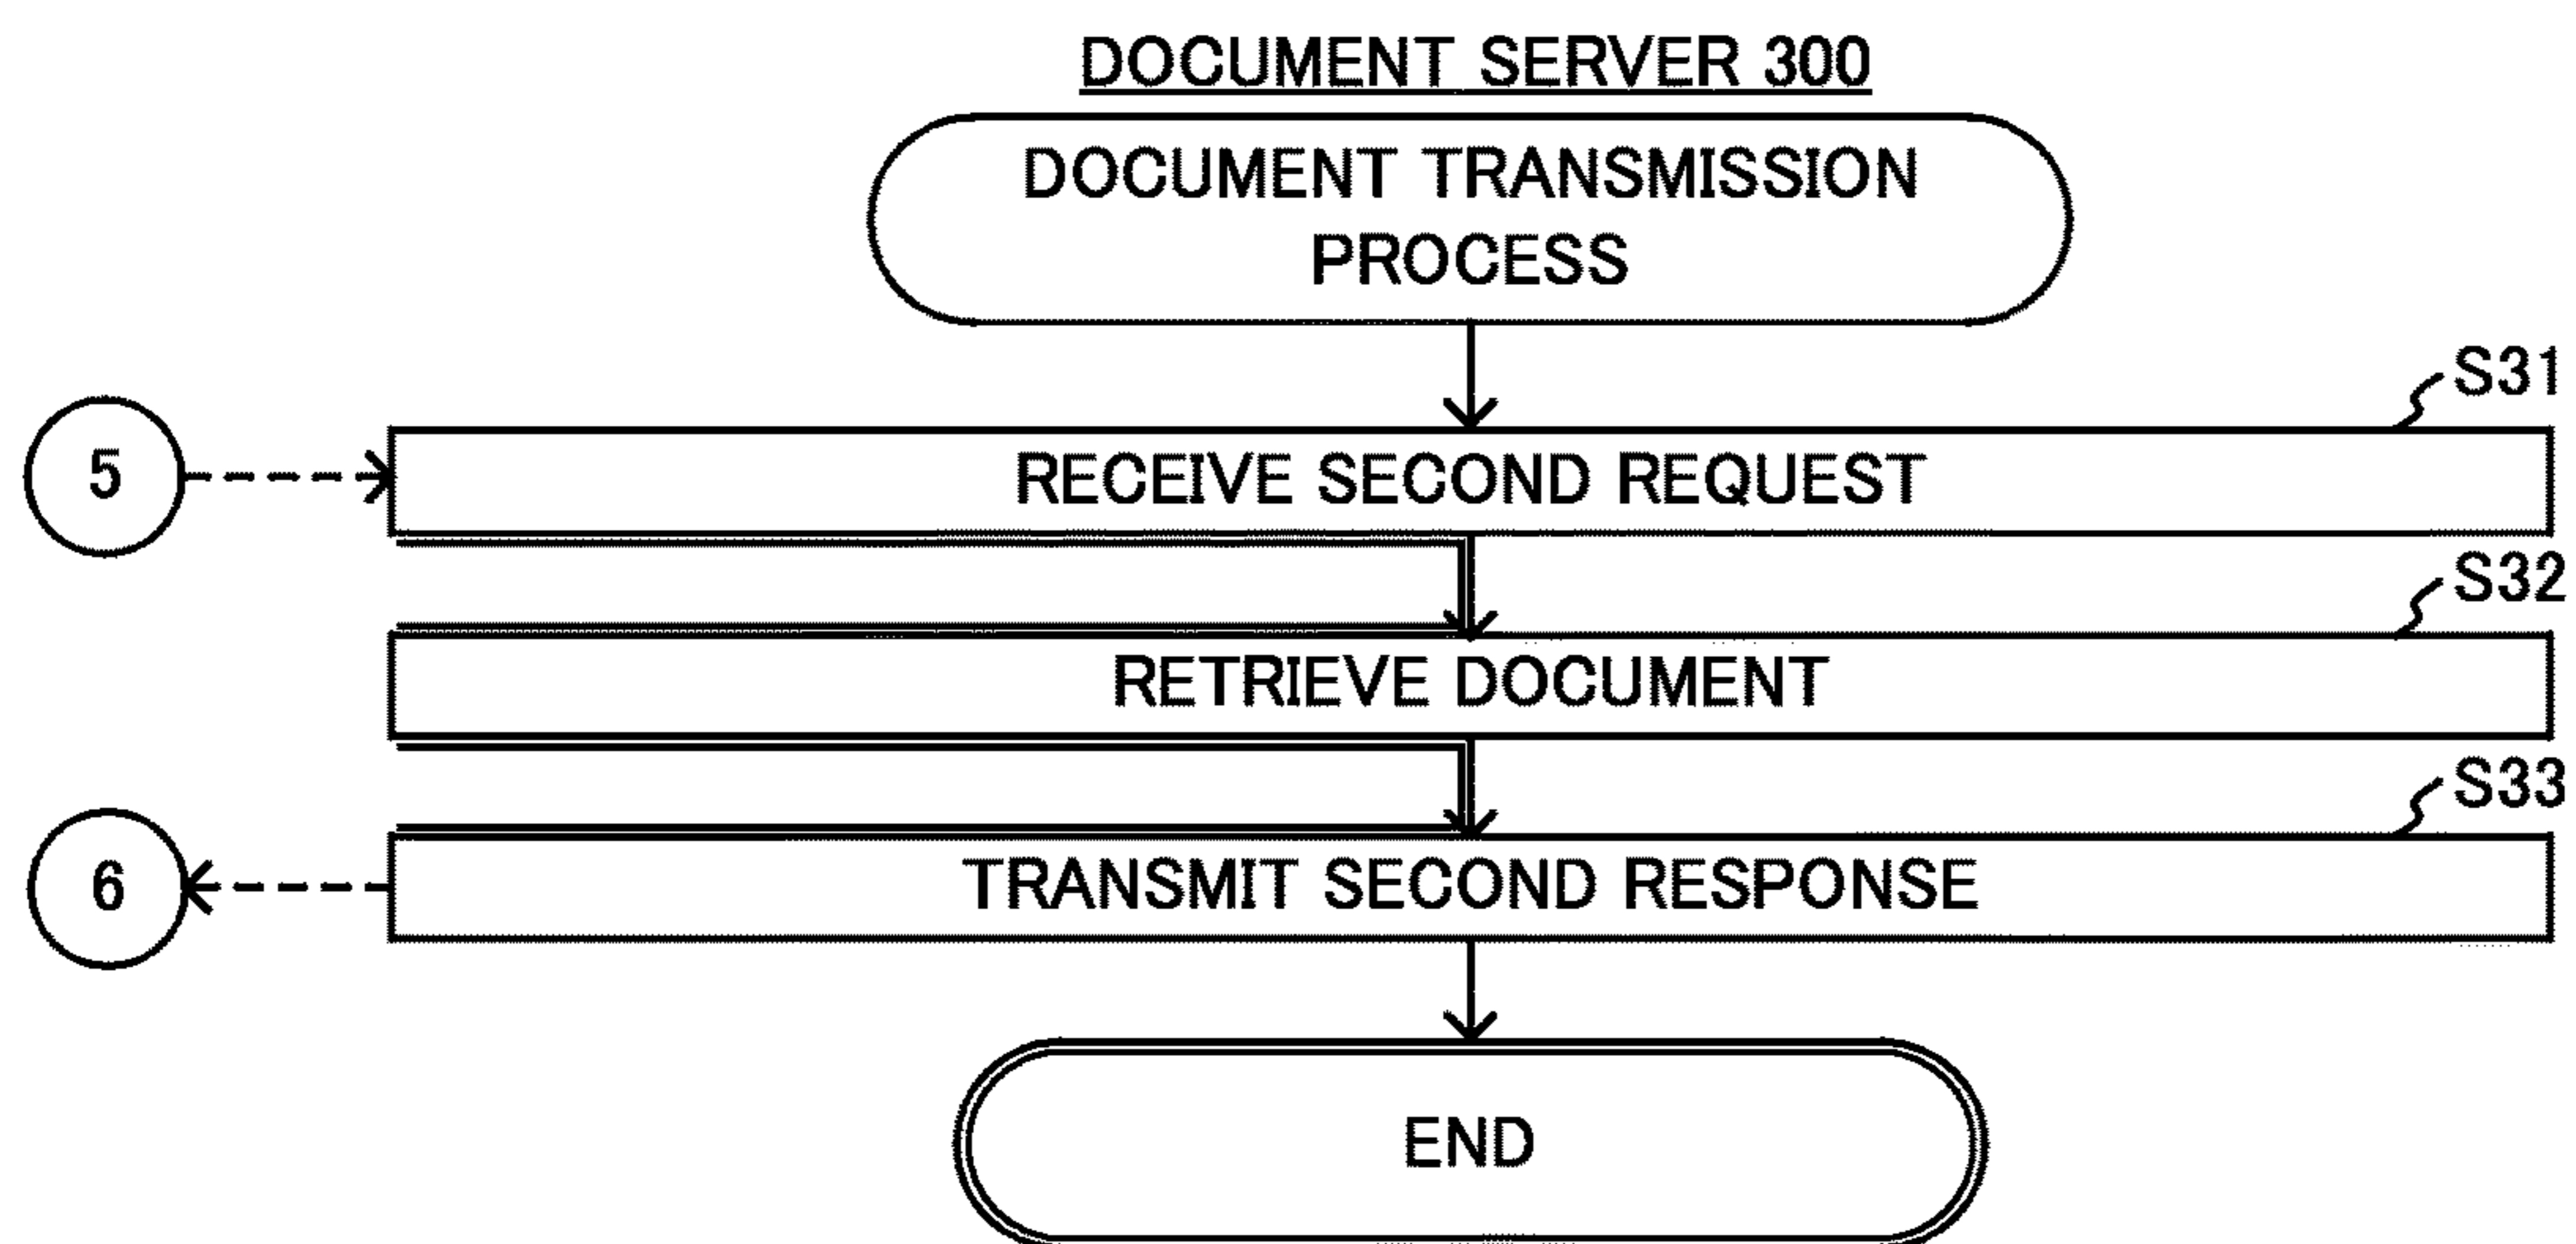 DOCUMENT SERVER 300
DOCUMENT TRANSMISSION
PROCESS
S31
5
RECEIVE SECOND REQUEST
S32
RETRIEVE DOCUMENT
S33
6
TRANSMIT SECOND RESPONSE
END